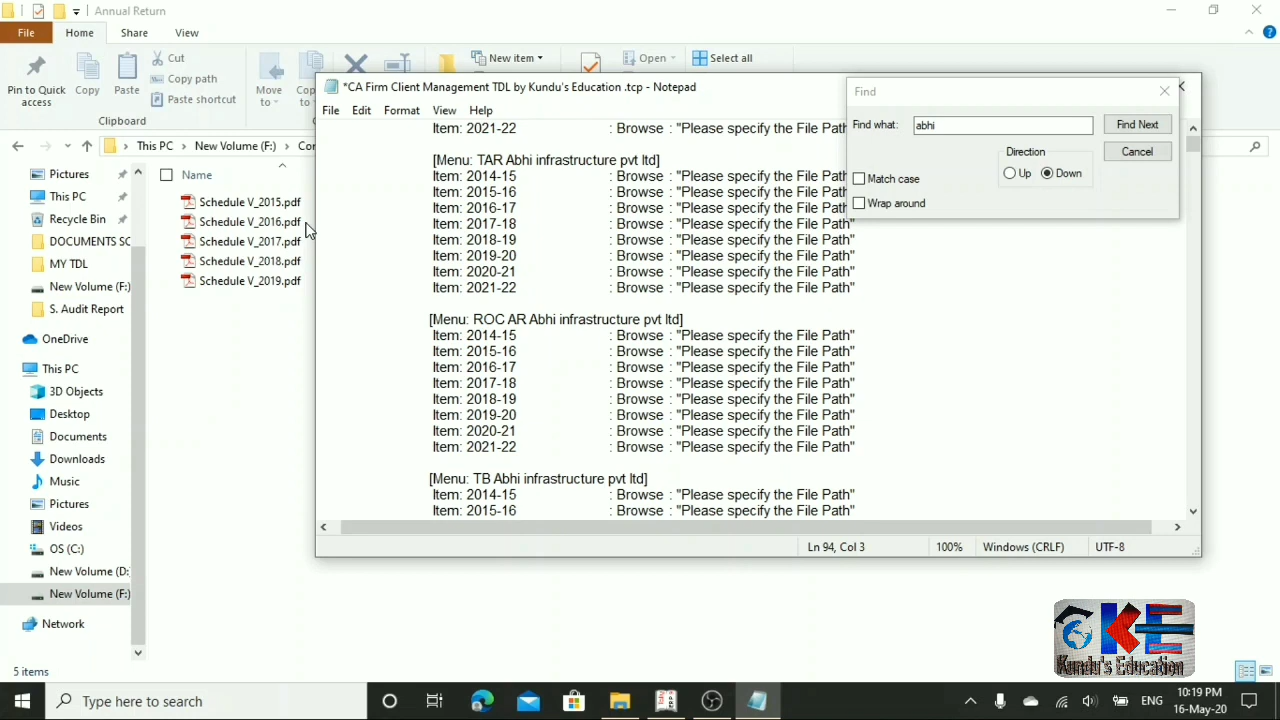 Annual Return
File Home Share View
Pin to Quick access
Copy
Paste
Cut
Copy path
Paste shortcut
Clipboard
Move to
New item
Open
Select all
*CA Firm Client Management TDL by Kundu's Education .tcp - Notepad
File Edit Format View Help
Find
Find what: abhi
Find Next
Cancel
Direction
Up Down
Match case
Wrap around
This PC > New Volume (F:) >
Name
Schedule V_2015.pdf
Schedule V_2016.pdf
Schedule V_2017.pdf
Schedule V_2018.pdf
Schedule V_2019.pdf
Pictures
This PC
Recycle Bin
DOCUMENTS SC
MY TDL
New Volume (F:)
S. Audit Report
OneDrive
This PC
3D Objects
Desktop
Documents
Downloads
Music
Pictures
Videos
OS (C:)
New Volume (D:
New Volume (F:)
Network
5 items
Item: 2021-22 : Browse : "Please specify the File Path
[Menu: TAR Abhi infrastructure pvt ltd]
Item: 2014-15 : Browse : "Please specify the File Path
Item: 2015-16 : Browse : "Please specify the File Path
Item: 2016-17 : Browse : "Please specify the File Path
Item: 2017-18 : Browse : "Please specify the File Path
Item: 2018-19 : Browse : "Please specify the File Path"
Item: 2019-20 : Browse : "Please specify the File Path"
Item: 2020-21 : Browse : "Please specify the File Path"
Item: 2021-22 : Browse : "Please specify the File Path"
[Menu: ROC AR Abhi infrastructure pvt ltd]
Item: 2014-15 : Browse : "Please specify the File Path"
Item: 2015-16 : Browse : "Please specify the File Path"
Item: 2016-17 : Browse : "Please specify the File Path"
Item: 2017-18 : Browse : "Please specify the File Path"
Item: 2018-19 : Browse : "Please specify the File Path"
Item: 2019-20 : Browse : "Please specify the File Path"
Item: 2020-21 : Browse : "Please specify the File Path"
Item: 2021-22 : Browse : "Please specify the File Path"
[Menu: TB Abhi infrastructure pvt ltd]
Item: 2014-15 : Browse : "Please specify the File Path"
Item: 2015-16 : Browse : "Please specify the File Path"
Ln 94, Col 3 100% Windows (CRLF) UTF-8
KE
Kundu's Education
Type here to search
ENG
10:19 PM
16-May-20